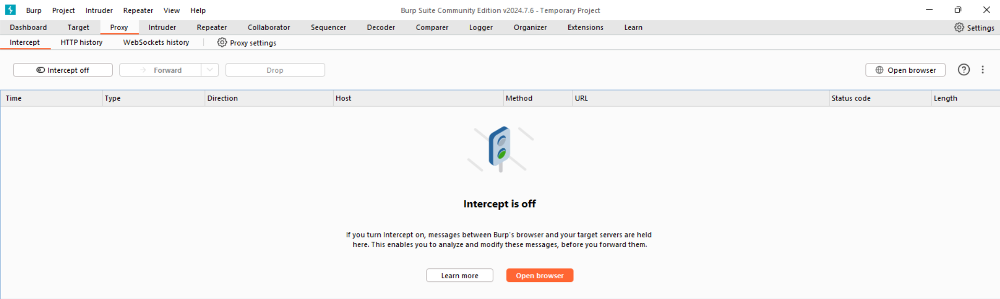 Burp Project Intruder Repeater View Help Burp Suite Community Edition v2024.7.6 - Temporary Project
Dashboard Target Proxy Intruder Repeater Collaborator Sequencer Decoder Comparer Logger Organizer Extensions Learn Settings
Intercept HTTP history WebSockets history Proxy settings
Intercept off Forward Drop Open browser
Time Type Direction Host Method URL Status code Length
Intercept is off
If you turn Intercept on, messages between Burp's browser and your target servers are held
here. This enables you to analyze and modify these messages, before you forward them.
Learn more Open browser